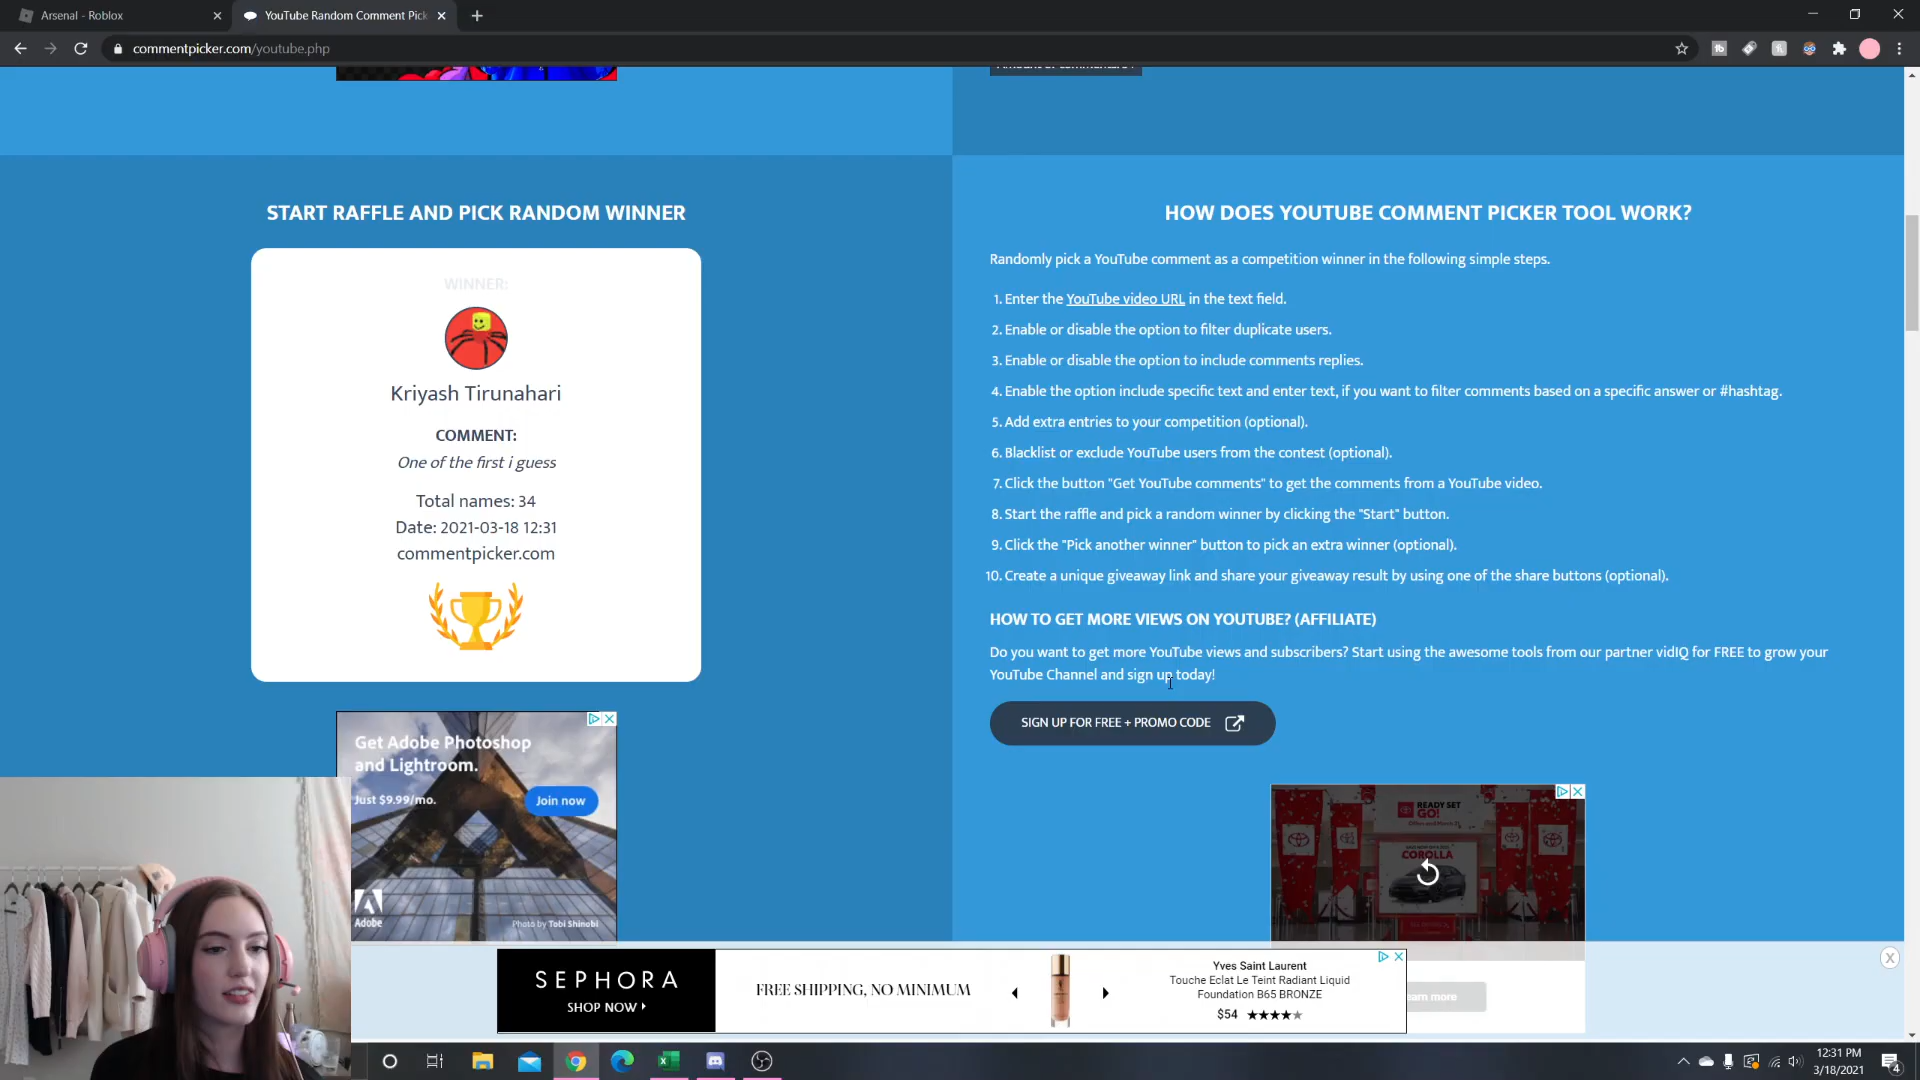 Arsenal - Roblox
YouTube Random Comment Pick
commentpicker.com/youtube.php
START RAFFLE AND PICK RANDOM WINNER
WINNER:
Kriyash Tirunahari
COMMENT:
One of the first i guess
Total names: 34
Date: 2021-03-18 12:31
commentpicker.com
HOW DOES YOUTUBE COMMENT PICKER TOOL WORK?
Randomly pick a YouTube comment as a competition winner in the following simple steps.
1. Enter the YouTube video URL in the text field.
2. Enable or disable the option to filter duplicate users.
3. Enable or disable the option to include comments replies.
4. Enable the option include specific text and enter text, if you want to filter comments based on a specific answer or #hashtag.
5. Add extra entries to your competition (optional).
6. Blacklist or exclude YouTube users from the contest (optional).
7. Click the button "Get YouTube comments" to get the comments from a YouTube video.
8. Start the raffle and pick a random winner by clicking the "Start" button.
9. Click the "Pick another winner" button to pick an extra winner (optional).
10. Create a unique giveaway link and share your giveaway result by using one of the share buttons (optional).
HOW TO GET MORE VIEWS ON YOUTUBE? (AFFILIATE)
Do you want to get more YouTube views and subscribers? Start using the awesome tools from our partner vidIQ for FREE to grow your
YouTube Channel and sign up today!
SIGN UP FOR FREE + PROMO CODE
Get Adobe Photoshop
and Lightroom.
Just $9.99/mo.
Join now
Adobe
Photo by Tobi Shinobi
READY SET
GO!
COROLLA
SEPHORA
SHOP NOW
FREE SHIPPING, NO MINIMUM
Yves Saint Laurent
Touche Eclat Le Teint Radiant Liquid
Foundation B65 BRONZE
$54
earn more
12:31 PM
3/18/2021
4